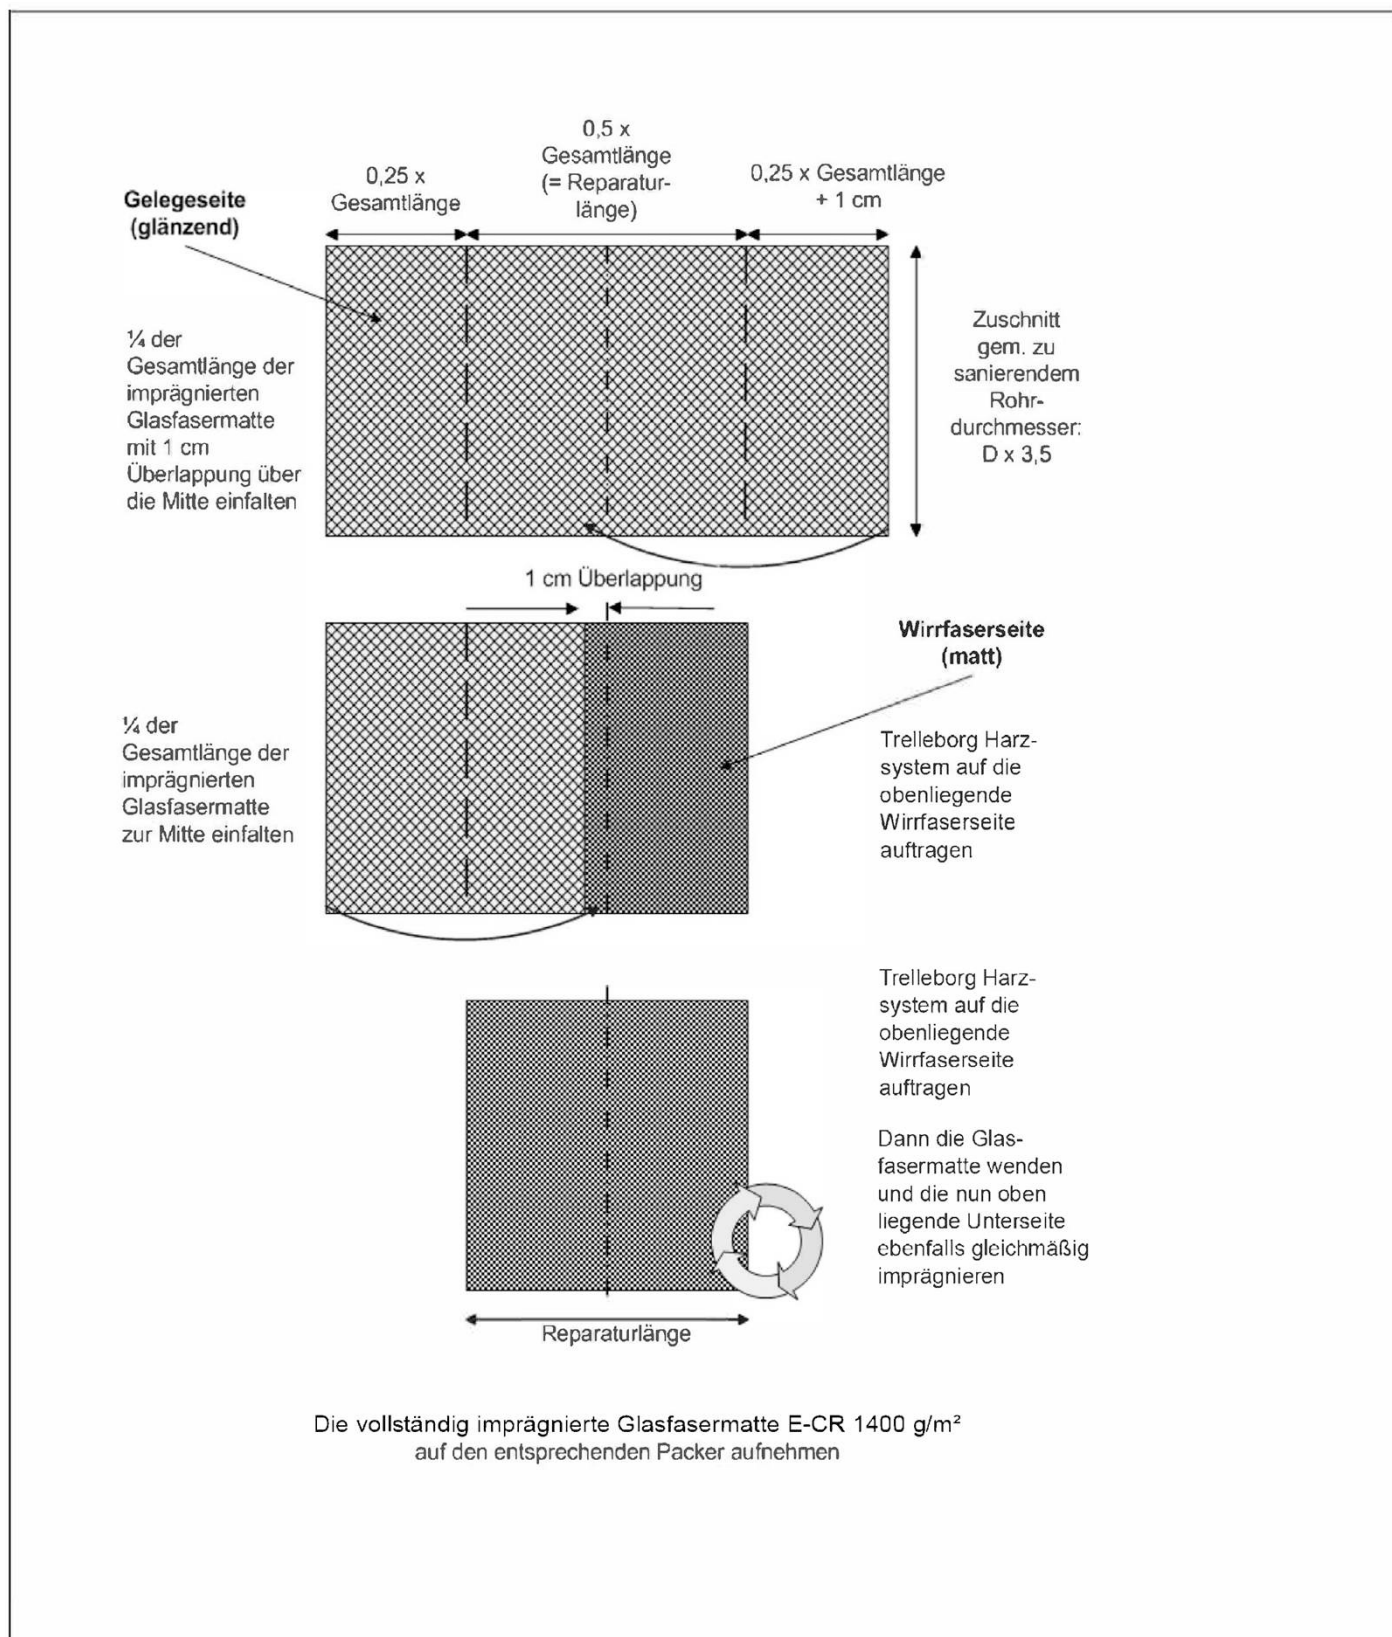 0,5 x
Gesamtlänge
(= Reparatur-
länge)
0,25 x
Gesamtlänge
0,25 x Gesamtlänge
+ 1 cm
Gelegeseite
(glänzend)
¼ der
Gesamtlänge der
imprägnierten
Glasfasermatte
mit 1 cm
Überlappung über
die Mitte einfalten
Zuschnitt
gem. zu
sanierendem
Rohr-
durchmesser:
D x 3,5
1 cm Überlappung
Wirrfaserseite
(matt)
¼ der
Gesamtlänge der
imprägnierten
Glasfasermatte
zur Mitte einfalten
Trelleborg Harz-
system auf die
obenliegende
Wirrfaserseite
auftragen
Trelleborg Harz-
system auf die
obenliegende
Wirrfaserseite
auftragen
Dann die Glas-
fasermatte wenden
und die nun oben
liegende Unterseite
ebenfalls gleichmäßig
imprägnieren
Reparaturlänge
Die vollständig imprägnierte Glasfasermatte E-CR 1400 g/m²
auf den entsprechenden Packer aufnehmen